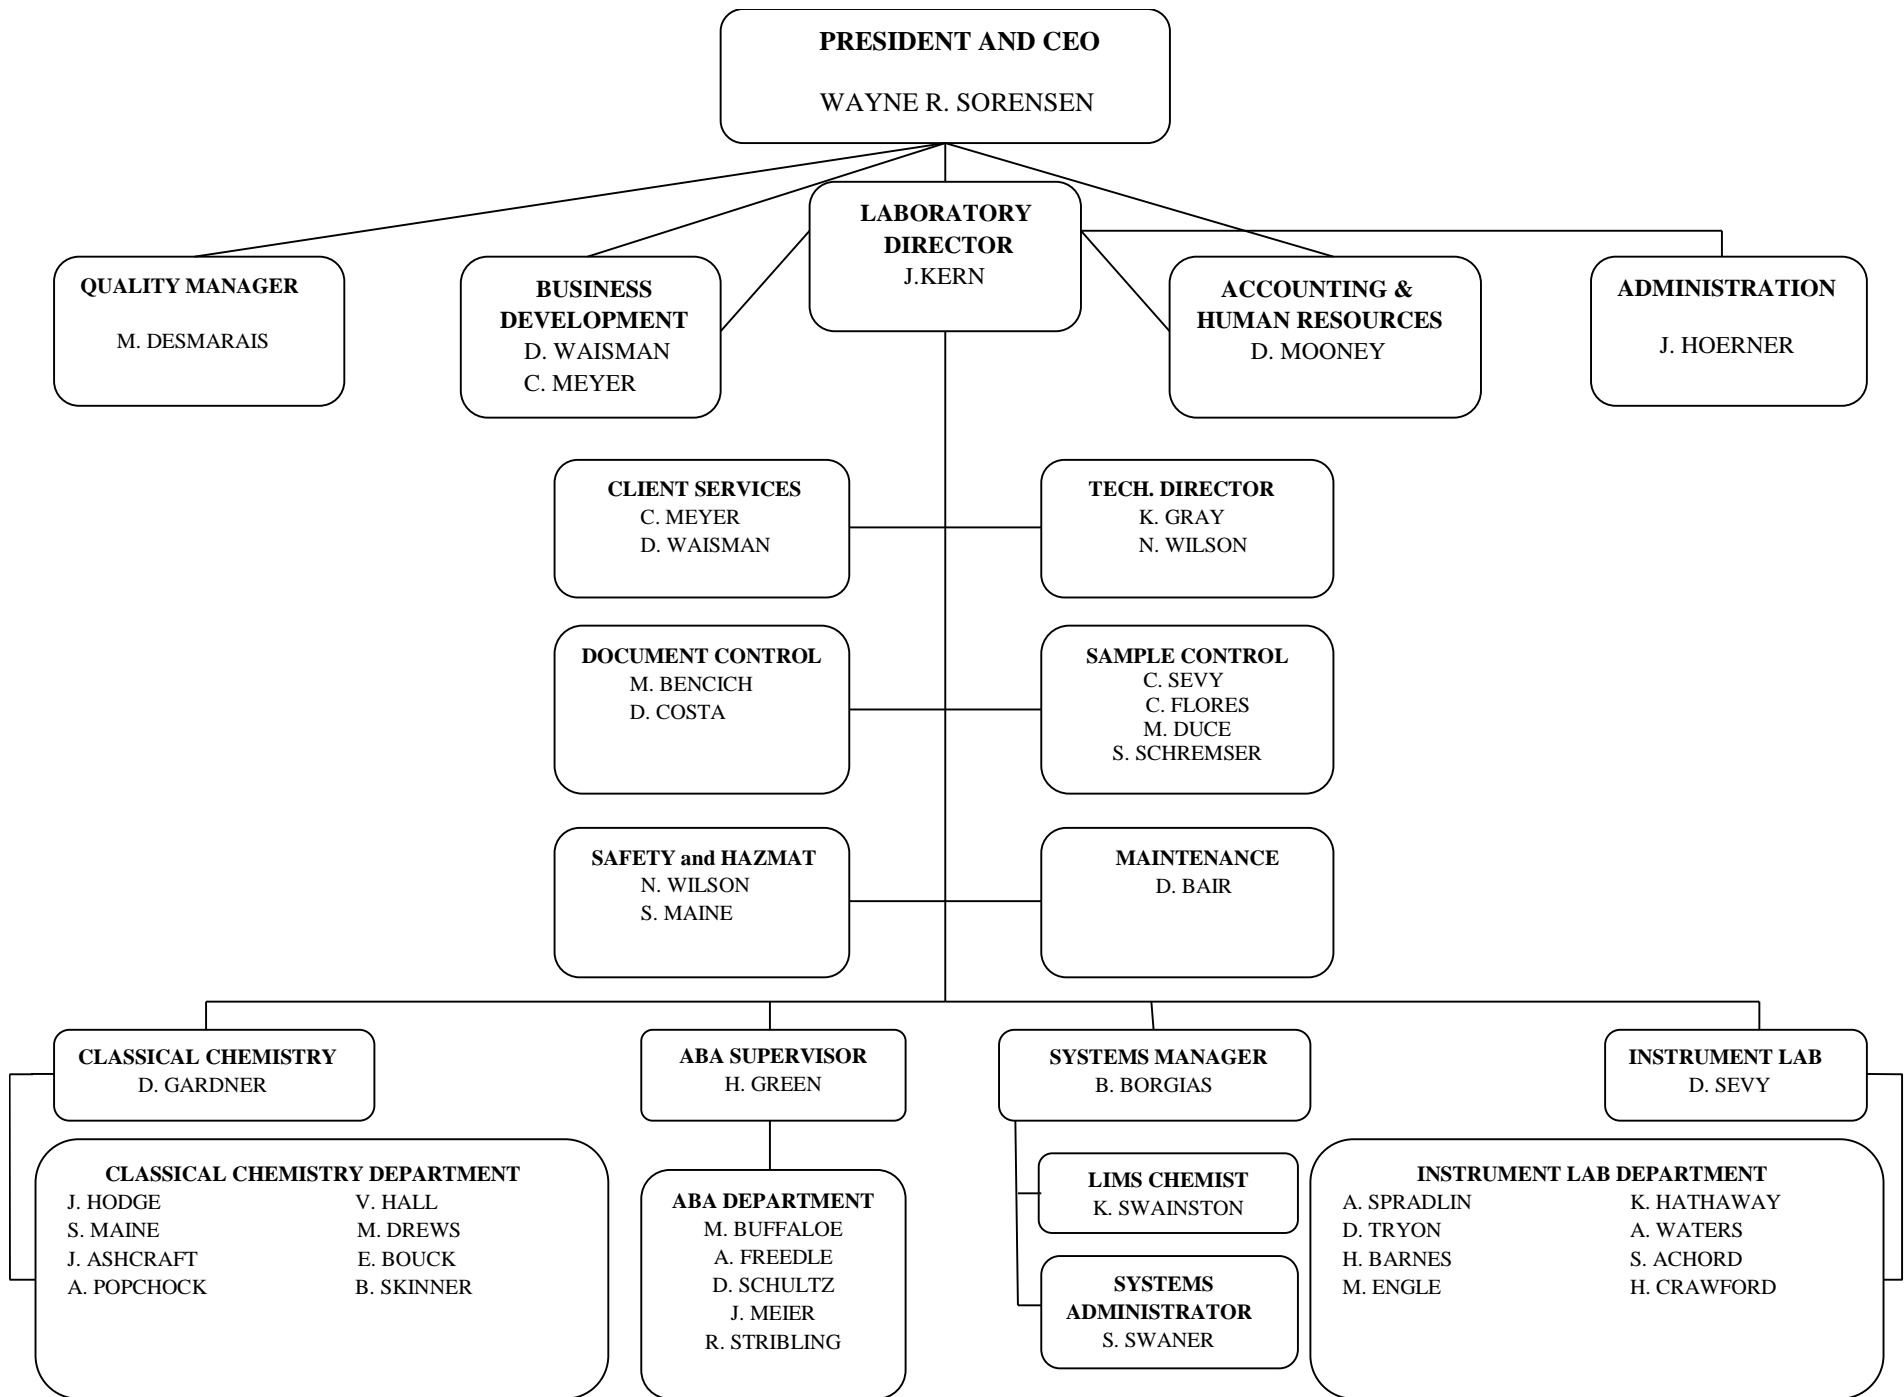 PRESIDENT AND CEO
WAYNE R. SORENSEN
LABORATORY
DIRECTOR
J.KERN
QUALITY MANAGER
M. DESMARAIS
BUSINESS
DEVELOPMENT
D. WAISMAN
C. MEYER
ACCOUNTING &
HUMAN RESOURCES
D. MOONEY
ADMINISTRATION
J. HOERNER
CLIENT SERVICES
C. MEYER
D. WAISMAN
TECH. DIRECTOR
K. GRAY
N. WILSON
DOCUMENT CONTROL
M. BENCICH
D. COSTA
SAMPLE CONTROL
C. SEVY
C. FLORES
M. DUCE
S. SCHREMSER
SAFETY and HAZMAT
N. WILSON
S. MAINE
MAINTENANCE
D. BAIR
CLASSICAL CHEMISTRY
D. GARDNER
ABA SUPERVISOR
H. GREEN
SYSTEMS MANAGER
B. BORGIAS
INSTRUMENT LAB
D. SEVY
CLASSICAL CHEMISTRY DEPARTMENT
J. HODGE V. HALL
S. MAINE M. DREWS
J. ASHCRAFT E. BOUCK
A. POPCHOCK B. SKINNER
ABA DEPARTMENT
M. BUFFALOE
A. FREEDLE
D. SCHULTZ
J. MEIER
R. STRIBLING
LIMS CHEMIST
K. SWAINSTON
SYSTEMS
ADMINISTRATOR
S. SWANER
INSTRUMENT LAB DEPARTMENT
A. SPRADLIN K. HATHAWAY
D. TRYON A. WATERS
H. BARNES S. ACHORD
M. ENGLE H. CRAWFORD